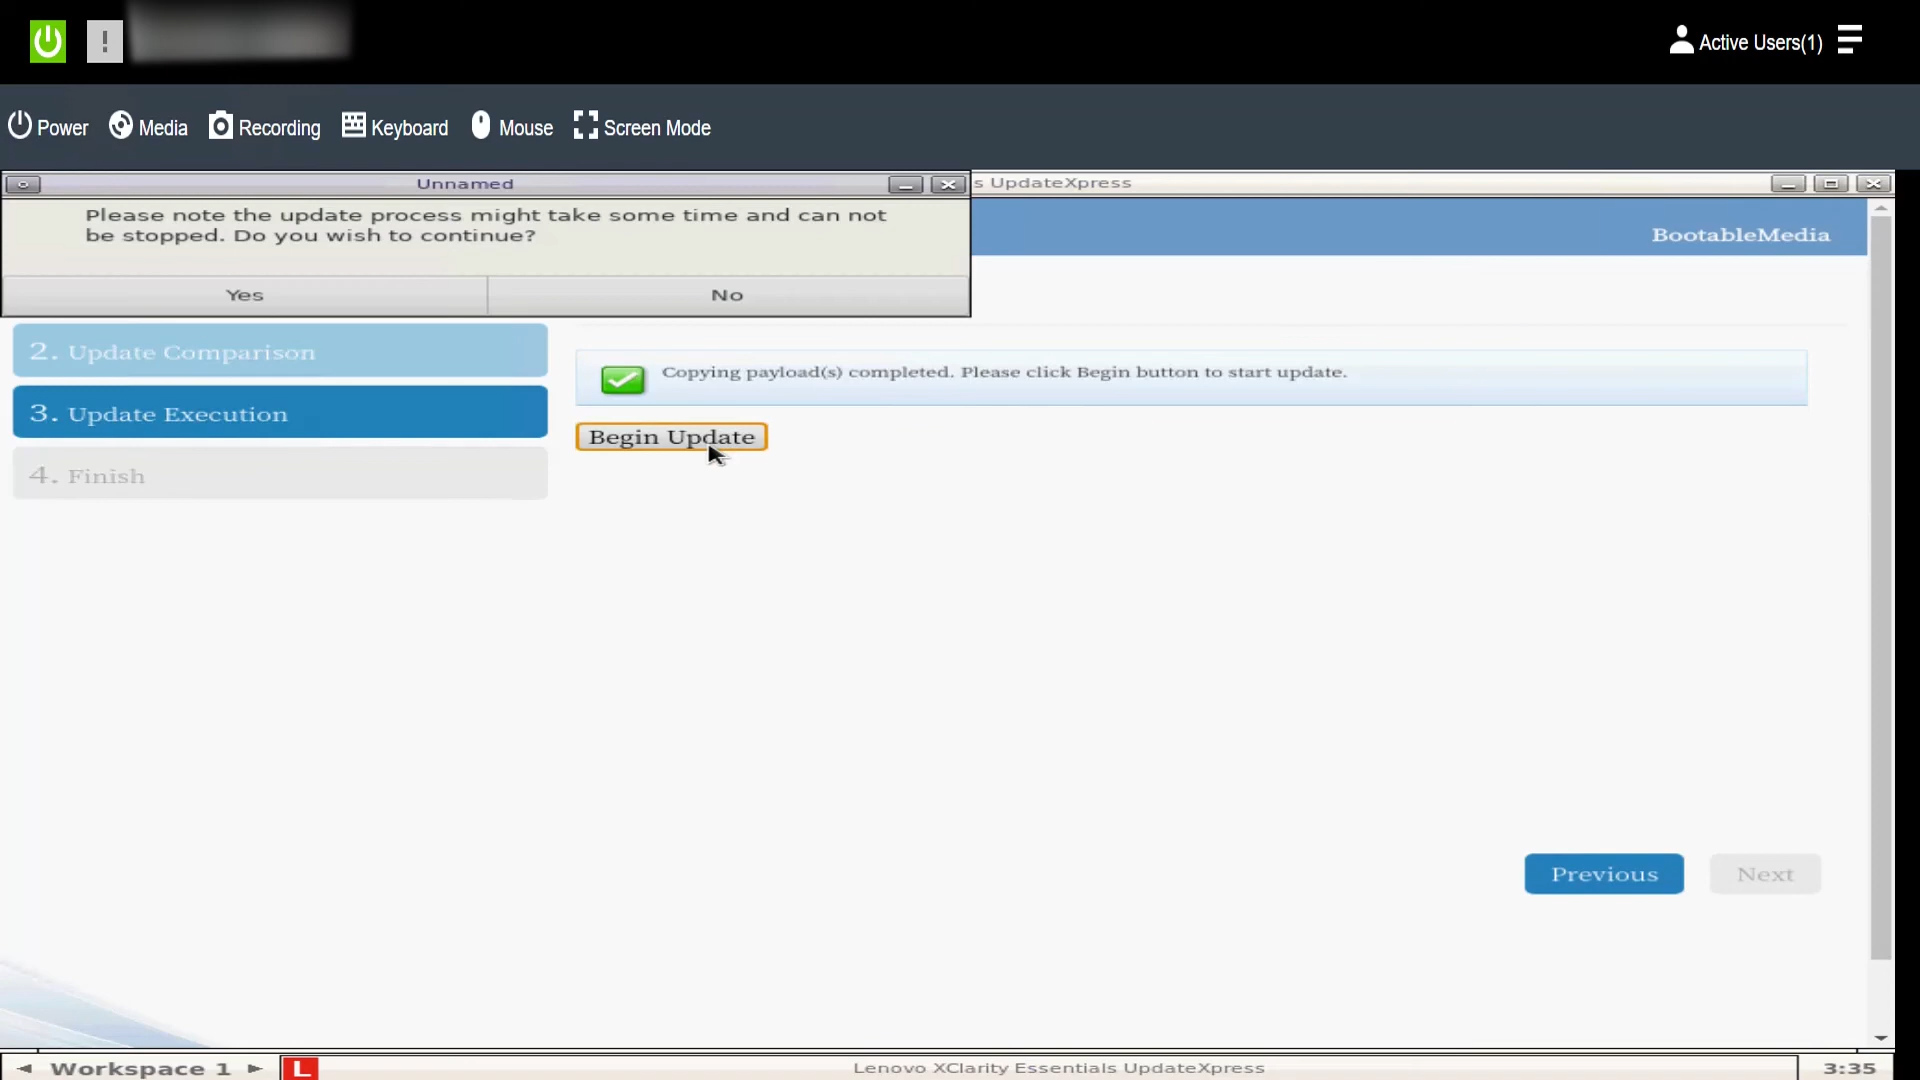 Active Users(1)
Power
Media
Recording
Keyboard
Mouse
Screen Mode
Unnamed
s UpdateXpress
Please note the update process might take some time and can not
be stopped. Do you wish to continue?
BootableMedia
Yes
No
2. Update Comparison
Copying payload(s) completed. Please click Begin button to start update.
3. Update Execution
Begin Update
4. Finish
Previous
Next
Workspace 1
L
Lenovo XClarity Essentials UpdateXpress
3:35